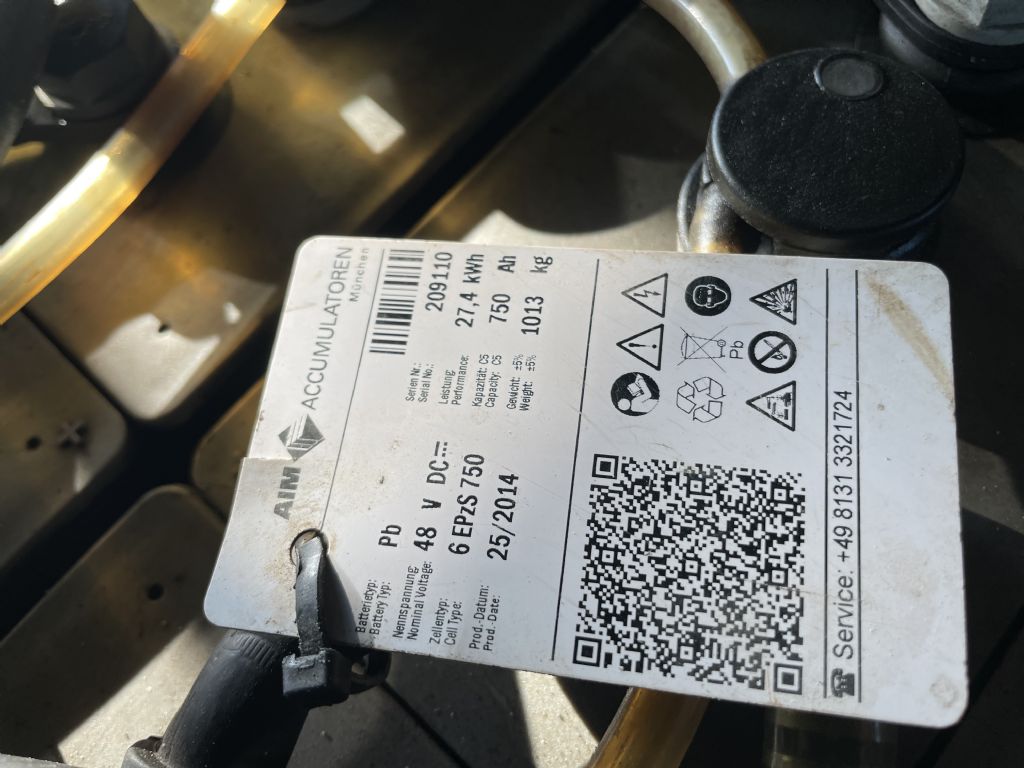 AIM ACCUMULATOREN
München
Batterietyp:
Battery Typ: Pb
Nennspannung
Nominal Voltage: 48 V DC
Zellentyp:
Cell Type: 6 EPzS 750
Prod.-Datum:
Prod.-Date: 25/2014
Serien Nr.:
Serial No.: 209110
Leistung:
Performance: 27,4 kWh
Kapazität: C5
Capacity: C5 750 Ah
Gewicht: ±5%
Weight: ±5% 1013 kg
Pb
Service: +49 8131 3321724